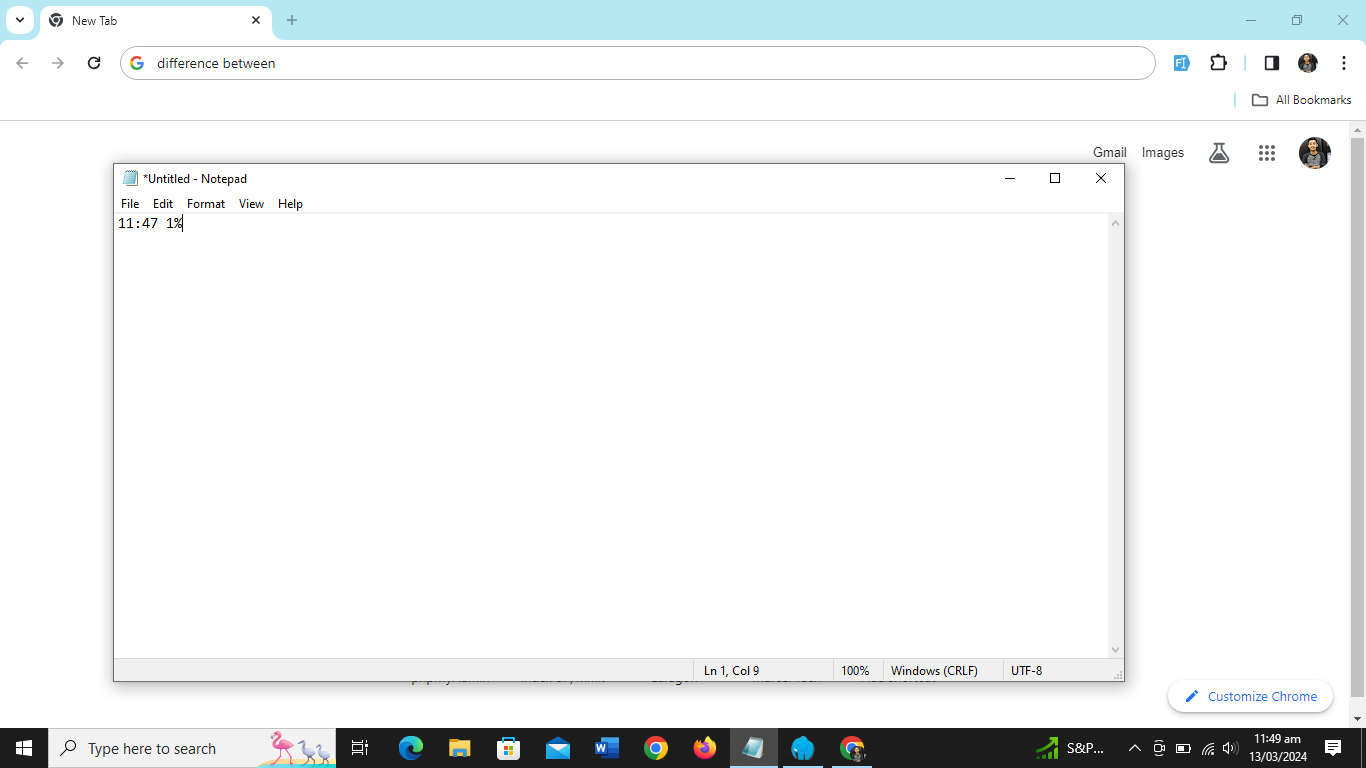 New Tab
difference between
All Bookmarks
Gmail Images
*Untitled - Notepad
File Edit Format View Help
11:47 1%
Ln 1, Col 9 100% Windows (CRLF) UTF-8
Customize Chrome
Type here to search
S&P...
11:49 am
13/03/2024